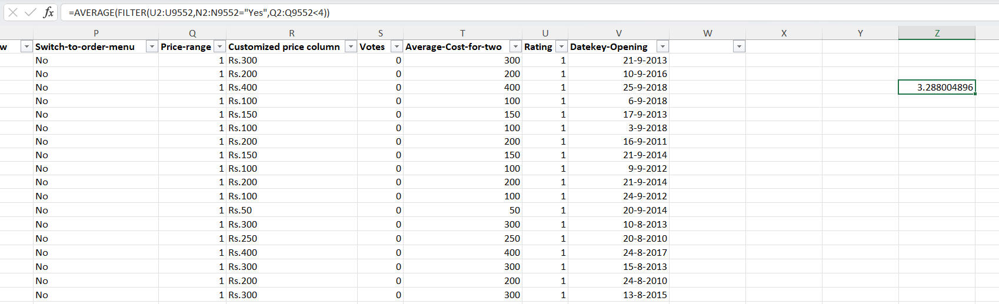 =AVERAGE(FILTER(U2:U9552,N2:N9552="Yes",Q2:Q9552<4))
P Q R S T U V W X Y Z
w Switch-to-order-menu Price-range Customized price column Votes Average-Cost-for-two Rating Datekey-Opening
No 1 Rs.300 0 300 1 21-9-2013
No 1 Rs.200 0 200 1 10-9-2016
No 1 Rs.400 0 400 1 25-9-2018 3.288004896
No 1 Rs.100 0 100 1 6-9-2018
No 1 Rs.150 0 150 1 17-9-2013
No 1 Rs.100 0 100 1 3-9-2018
No 1 Rs.200 0 200 1 16-9-2011
No 1 Rs.150 0 150 1 21-9-2014
No 1 Rs.100 0 100 1 9-9-2012
No 1 Rs.200 0 200 1 21-9-2014
No 1 Rs.100 0 100 1 24-9-2012
No 1 Rs.50 0 50 1 20-9-2014
No 1 Rs.300 0 300 1 10-8-2013
No 1 Rs.250 0 250 1 20-8-2010
No 1 Rs.400 0 400 1 24-8-2017
No 1 Rs.300 0 300 1 15-8-2013
No 1 Rs.200 0 200 1 24-8-2010
No 1 Rs.300 0 300 1 13-8-2015